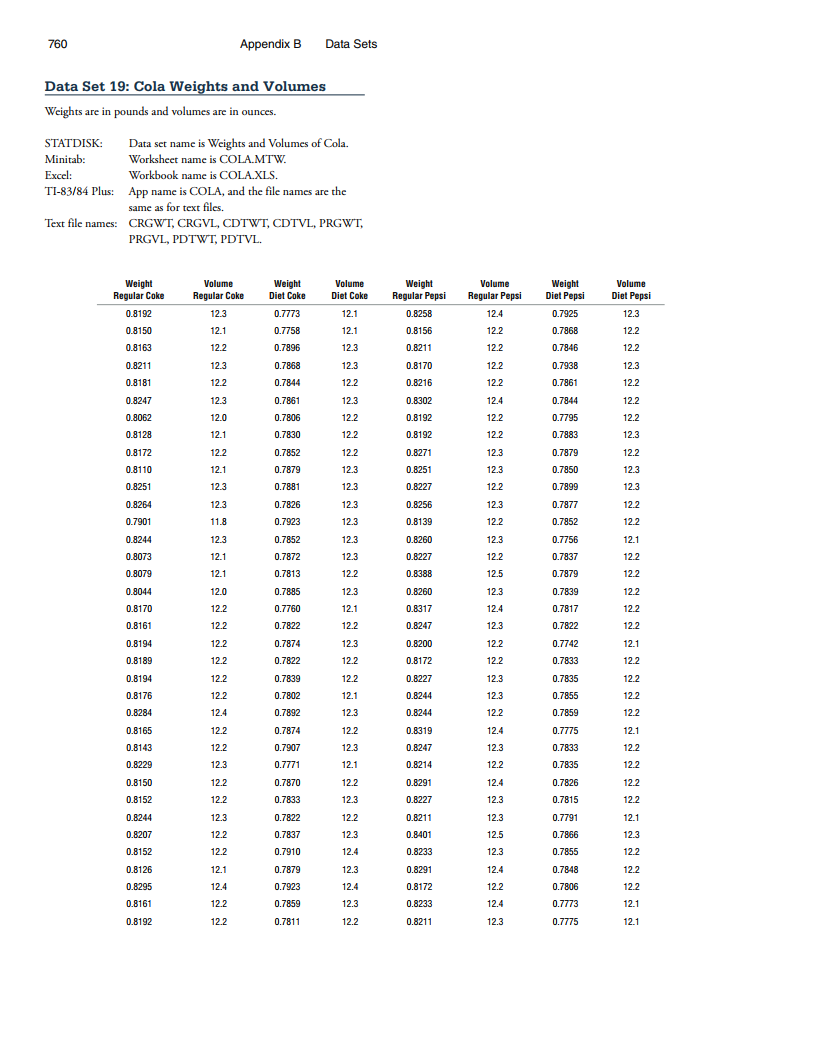 760 Appendix B Data Sets
Data Set 19: Cola Weights and Volumes
Weights are in pounds and volumes are in ounces.
STATDISK: Data set name is Weights and Volumes of Cola.
Minitab: Worksheet name is COLA.MTW.
Excel: Workbook name is COLA.XLS.
TI-83/84 Plus: App name is COLA, and the file names are the
same as for text files.
Text file names: CRGWT, CRGVL, CDTWT, CDTVL, PRGWT,
PRGVL, PDTWT, PDTVL.
Weight Volume Weight Volume Weight Volume Weight Volume
Regular Coke Regular Coke Diet Coke Diet Coke Regular Pepsi Regular Pepsi Diet Pepsi Diet Pepsi
0.8192 12.3 0.7773 12.1 0.8258 12.4 0.7925 12.3
0.8150 12.1 0.7758 12.1 0.8156 12.2 0.7868 12.2
0.8163 12.2 0.7896 12.3 0.8211 12.2 0.7846 12.2
0.8211 12.3 0.7868 12.3 0.8170 12.2 0.7938 12.3
0.8181 12.2 0.7844 12.2 0.8216 12.2 0.7861 12.2
0.8247 12.3 0.7861 12.3 0.8302 12.4 0.7844 12.2
0.8062 12.0 0.7806 12.2 0.8192 12.2 0.7795 12.2
0.8128 12.1 0.7830 12.2 0.8192 12.2 0.7883 12.3
0.8172 12.2 0.7852 12.2 0.8271 12.3 0.7879 12.2
0.8110 12.1 0.7879 12.3 0.8251 12.3 0.7850 12.3
0.8251 12.3 0.7881 12.3 0.8227 12.2 0.7899 12.3
0.8264 12.3 0.7826 12.3 0.8256 12.3 0.7877 12.2
0.7901 11.8 0.7923 12.3 0.8139 12.2 0.7852 12.2
0.8244 12.3 0.7852 12.3 0.8260 12.3 0.7756 12.1
0.8073 12.1 0.7872 12.3 0.8227 12.2 0.7837 12.2
0.8079 12.1 0.7813 12.2 0.8388 12.5 0.7879 12.2
0.8044 12.0 0.7885 12.3 0.8260 12.3 0.7839 12.2
0.8170 12.2 0.7760 12.1 0.8317 12.4 0.7817 12.2
0.8161 12.2 0.7822 12.2 0.8247 12.3 0.7822 12.2
0.8194 12.2 0.7874 12.3 0.8200 12.2 0.7742 12.1
0.8189 12.2 0.7822 12.2 0.8172 12.2 0.7833 12.2
0.8194 12.2 0.7839 12.2 0.8227 12.3 0.7835 12.2
0.8176 12.2 0.7802 12.1 0.8244 12.3 0.7855 12.2
0.8284 12.4 0.7892 12.3 0.8244 12.2 0.7859 12.2
0.8165 12.2 0.7874 12.2 0.8319 12.4 0.7775 12.1
0.8143 12.2 0.7907 12.3 0.8247 12.3 0.7833 12.2
0.8229 12.3 0.7771 12.1 0.8214 12.2 0.7835 12.2
0.8150 12.2 0.7870 12.2 0.8291 12.4 0.7826 12.2
0.8152 12.2 0.7833 12.3 0.8227 12.3 0.7815 12.2
0.8244 12.3 0.7822 12.2 0.8211 12.3 0.7791 12.1
0.8207 12.2 0.7837 12.3 0.8401 12.5 0.7866 12.3
0.8152 12.2 0.7910 12.4 0.8233 12.3 0.7855 12.2
0.8126 12.1 0.7879 12.3 0.8291 12.4 0.7848 12.2
0.8295 12.4 0.7923 12.4 0.8172 12.2 0.7806 12.2
0.8161 12.2 0.7859 12.3 0.8233 12.4 0.7773 12.1
0.8192 12.2 0.7811 12.2 0.8211 12.3 0.7775 12.1